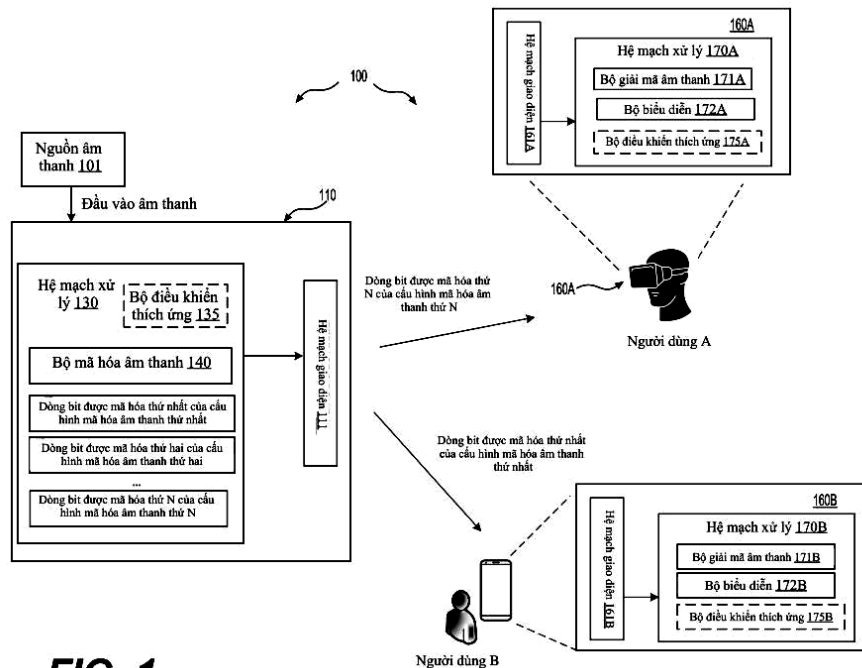 100
Nguồn âm
thanh 101
Đầu vào âm thanh
110
Hệ mạch xử
lý 130
Bộ điều khiển
thích ứng 135
Bộ mã hóa âm thanh 140
Dòng bit được mã hóa thứ nhất của cấu
hình mã hóa âm thanh thứ nhất
Dòng bit được mã hóa thứ hai của cấu
hình mã hóa âm thanh thứ hai
...
Dòng bit được mã hóa thứ N của cấu
hình mã hóa âm thanh thứ N
Hệ mạch giao diện 111
Dòng bit được mã hóa thứ
N của cấu hình mã hóa âm
thanh thứ N
Dòng bit được mã hóa thứ nhất
của cấu hình mã hóa âm thanh
thứ nhất
160A
Hệ mạch giao diện 161A
Hệ mạch xử lý 170A
Bộ giải mã âm thanh 171A
Bộ biểu diễn 172A
Bộ điều khiển thích ứng 175A
160A
Người dùng A
160B
Hệ mạch giao diện 161B
Hệ mạch xử lý 170B
Bộ giải mã âm thanh 171B
Bộ biểu diễn 172B
Bộ điều khiển thích ứng 175B
Người dùng B
FIG. 1